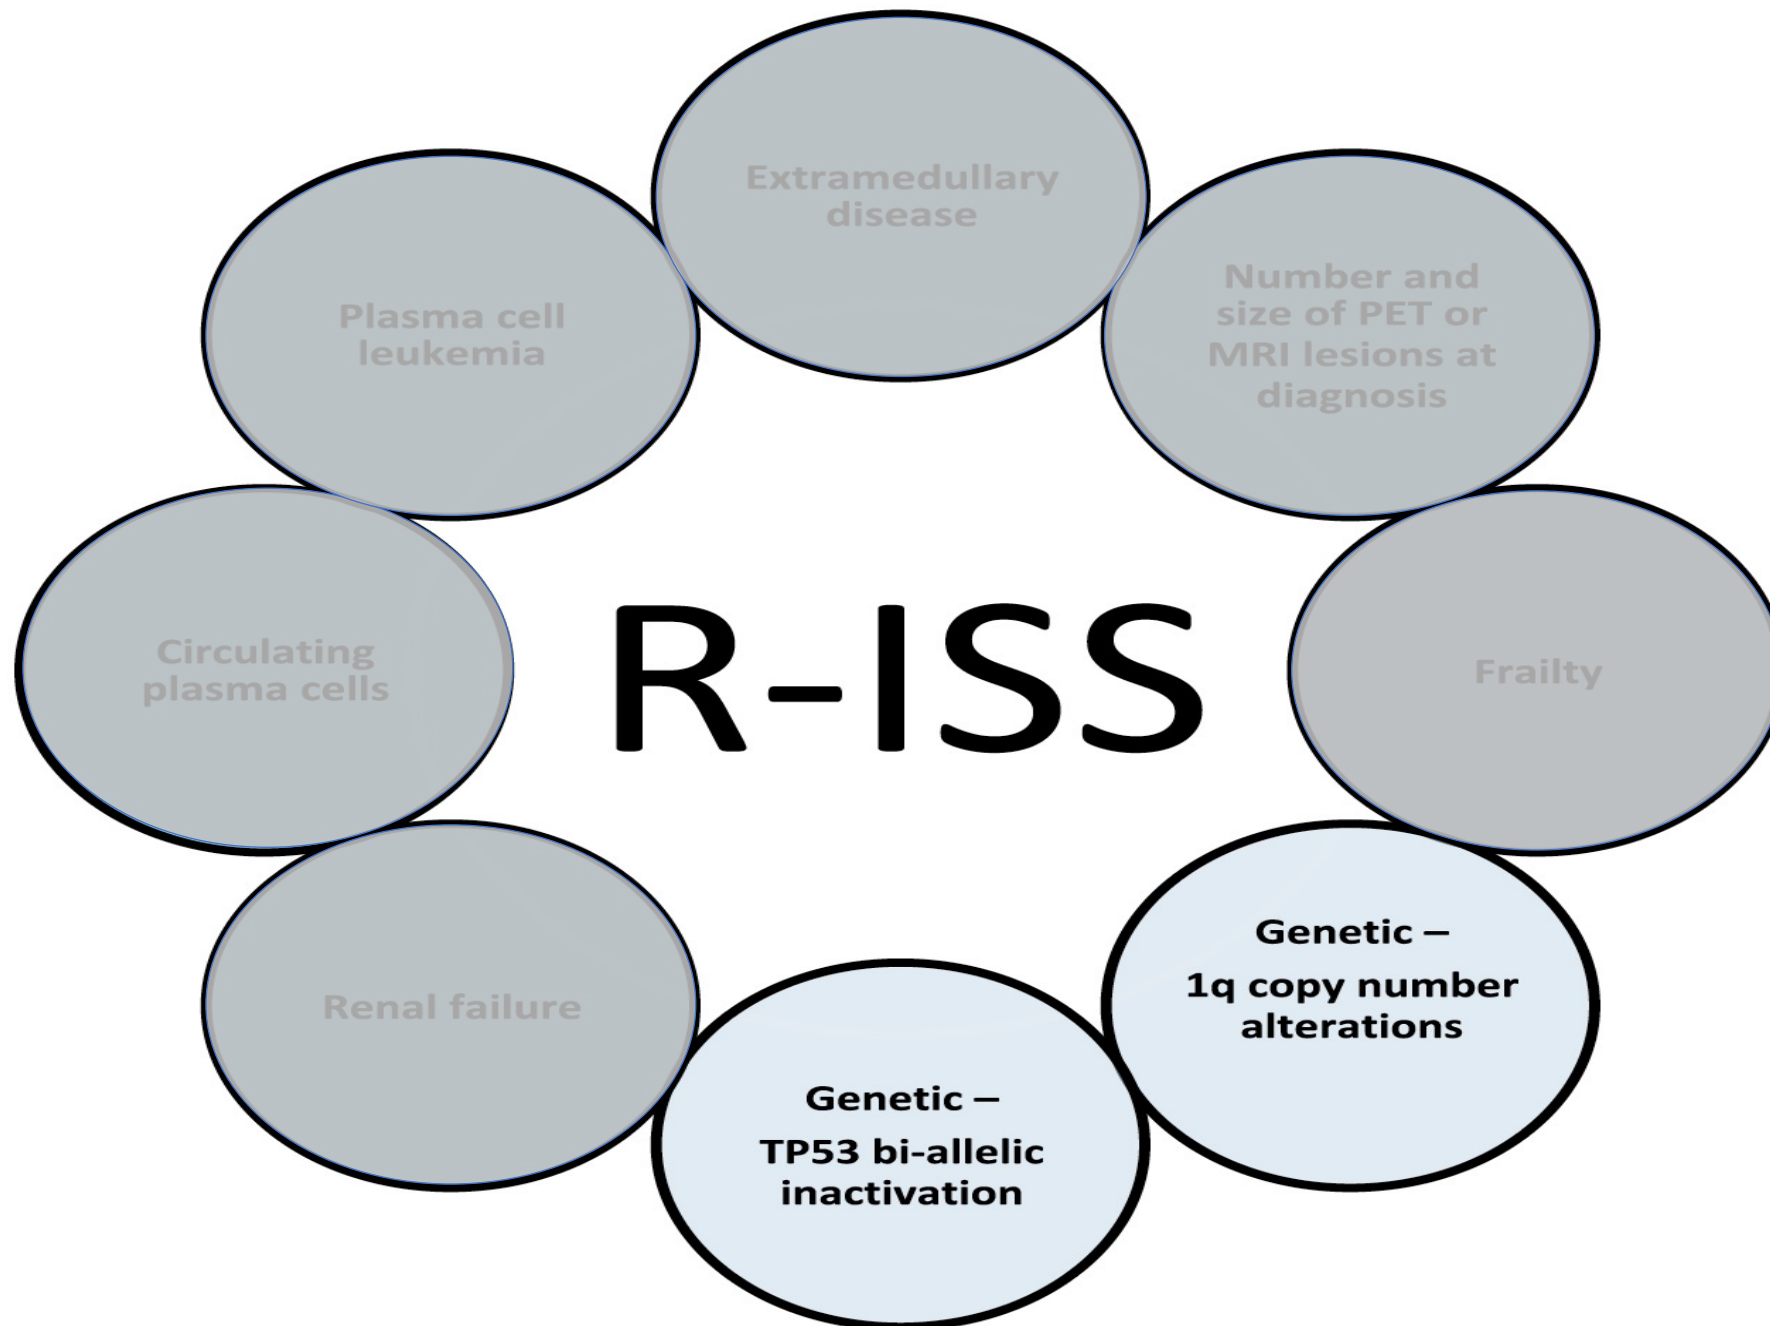 Extramedullary
disease
Number and
size of PET or
MRI lesions at
diagnosis
Plasma cell
leukemia
Circulating
plasma cells
R-ISS
Frailty
Renal failure
Genetic –
1q copy number
alterations
Genetic –
TP53 bi-allelic
inactivation